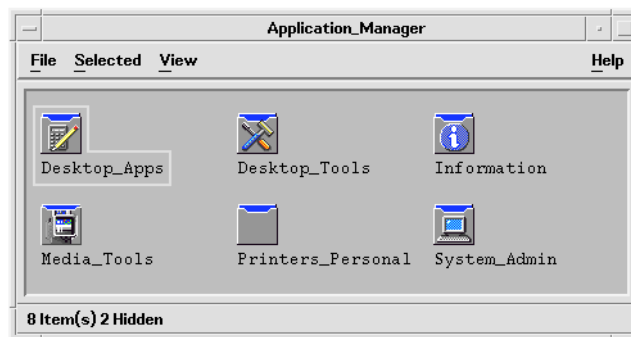 Application_Manager
File Selected View Help
Desktop_Apps Desktop_Tools Information
Media_Tools Printers_Personal System_Admin
8 Item(s) 2 Hidden